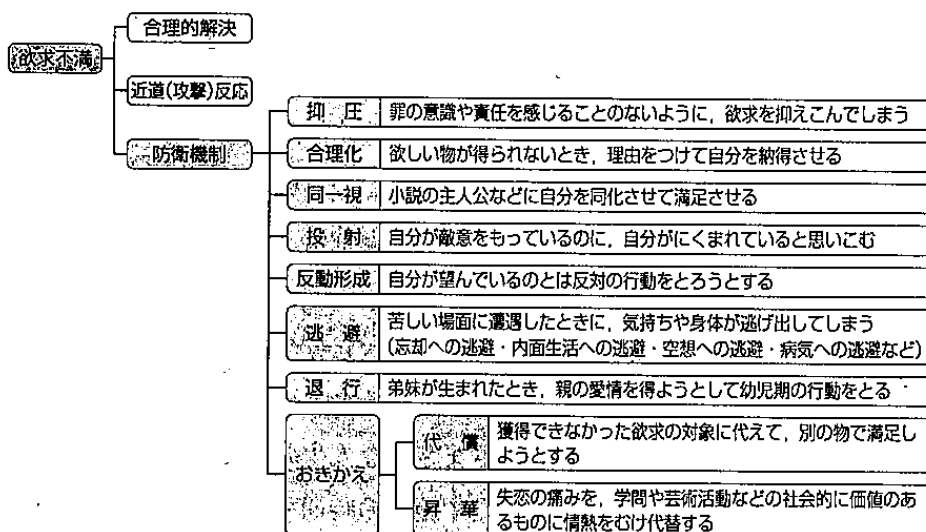 合理的解決
欲求不満
近道(攻撃)反応
防衛機制
抑圧 罪の意識や責任を感じることのないように，欲求を抑えこんでしまう
合理化 欲しい物が得られないとき，理由をつけて自分を納得させる
同一視 小説の主人公などに自分を同化させて満足させる
投射 自分が敵意をもっているのに，自分がにくまれていると思いこむ
反動形成 自分が望んでいるのとは反対の行動をとろうとする
逃避 苦しい場面に遭遇したときに，気持ちや身体が逃げ出してしまう
(忘却への逃避・内面生活への逃避・空想への逃避・病気への逃避など)
退行 弟妹が生まれたとき，親の愛情を得ようとして幼児期の行動をとる
おきかえ
代償 獲得できなかった欲求の対象に代えて，別の物で満足し
ようとする
昇華 失恋の痛みを，学問や芸術活動などの社会的に価値のあ
るものに情熱をむけ代替する